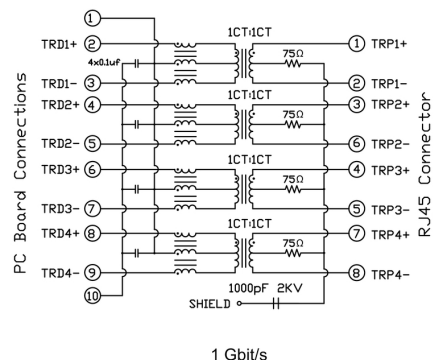 ①
1CT:1CT
TRD1+ ② ① TRP1+
4x0.1uf 75Ω
TRD1- ③ ② TRP1-
TRD2+ ④ 1CT:1CT ③ TRP2+
75Ω
TRD2- ⑤ ⑥ TRP2-
1CT:1CT
TRD3+ ⑥ ④ TRP3+
75Ω
TRD3- ⑦ ⑤ TRP3-
1CT:1CT
TRD4+ ⑧ ⑦ TRP4+
75Ω
TRD4- ⑨ ⑧ TRP4-
⑩ 1000pF 2KV
SHIELD
PC Board Connections
RJ45 Connector
1 Gbit/s